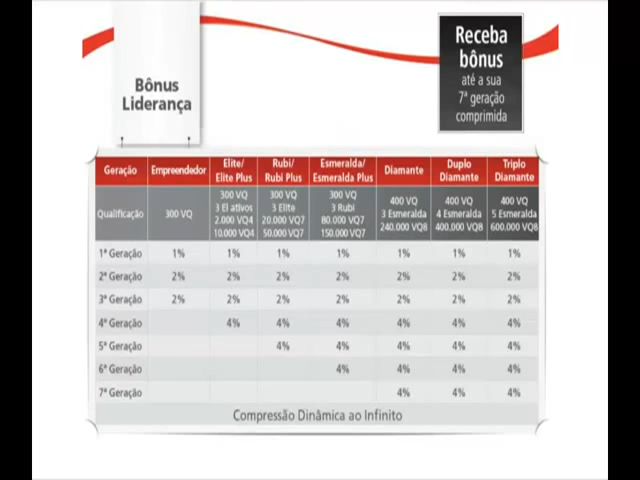 Bônus
Liderança
Receba
bônus
até a sua
7ª geração
comprimida
Geração Empreendedor Elite/ Elite Plus Rubi/ Rubi Plus Esmeralda/ Esmeralda Plus Diamante Duplo Diamante Triplo Diamante
Qualificação 300 VQ 300 VQ 3 EI ativos 2.000 VQ4 10.000 VQ4 300 VQ 3 Elite 20.000 VQ7 50.000 VQ7 300 VQ 3 Rubi 80.000 VQ7 150.000 VQ7 400 VQ 3 Esmeralda 240.000 VQ8 400 VQ 4 Esmeralda 400.000 VQ8 400 VQ 5 Esmeralda 600.000 VQ8
1ª Geração 1% 1% 1% 1% 1% 1% 1%
2ª Geração 2% 2% 2% 2% 2% 2% 2%
3ª Geração 2% 2% 2% 2% 2% 2% 2%
4ª Geração 4% 4% 4% 4% 4% 4%
5ª Geração 4% 4% 4% 4% 4%
6ª Geração 4% 4% 4% 4%
7ª Geração 4% 4% 4%
Compressão Dinâmica ao Infinito